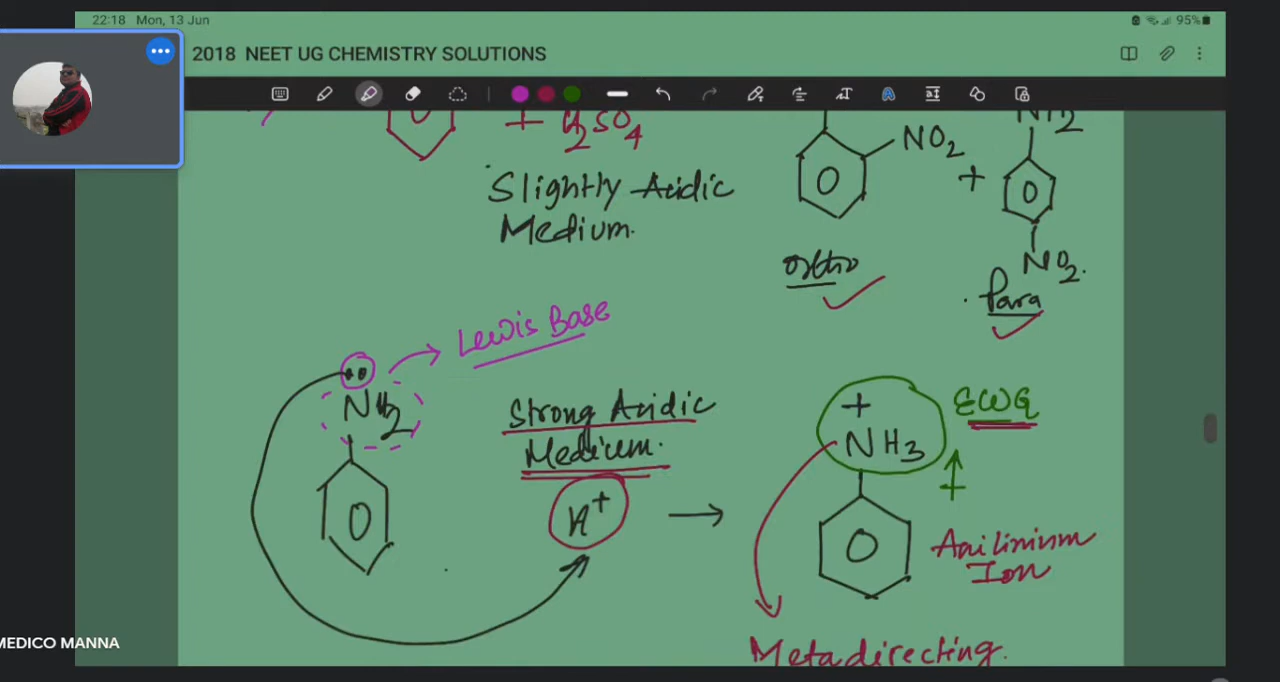 22:18 Mon, 13 Jun
95%
2018 NEET UG CHEMISTRY SOLUTIONS
+ H2SO4
NH2
NO2
+
NO2.
Slightly Acidic
Medium.
Ortho
Para
Lewis Base
NH2
Strong Acidic
Medium.
H+
+
NH3
EWG
Anilinium
Ion
Metadirecting.
MEDICO MANNA